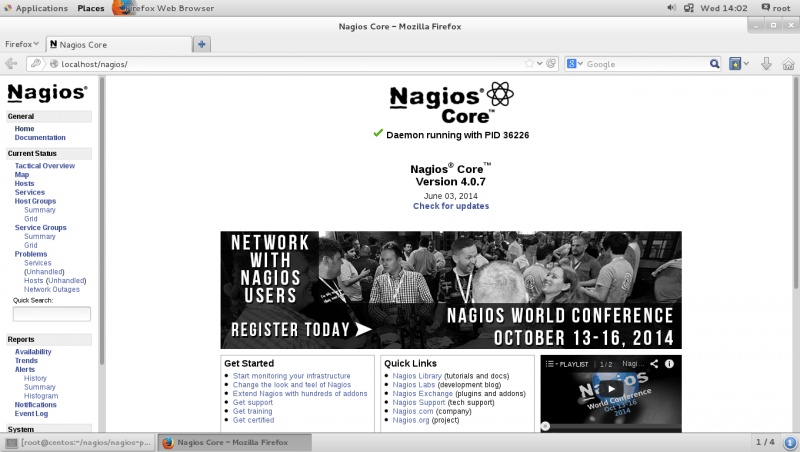 Applications Places Firefox Web Browser Wed 14:02 root
Nagios Core – Mozilla Firefox
Firefox Nagios Core
localhost/nagios/ Google
Nagios®
General
Home
Documentation
Current Status
Tactical Overview
Map
Hosts
Services
Host Groups
Summary
Grid
Service Groups
Summary
Grid
Problems
Services
(Unhandled)
Hosts (Unhandled)
Network Outages
Quick Search:
Reports
Availability
Trends
Alerts
History
Summary
Histogram
Notifications
Event Log
System
Nagios®
Core™
Daemon running with PID 36226
Nagios® Core™
Version 4.0.7
June 03, 2014
Check for updates
NETWORK
WITH
NAGIOS
USERS
REGISTER TODAY
NAGIOS WORLD CONFERENCE
OCTOBER 13-16, 2014
Get Started
Start monitoring your infrastructure
Change the look and feel of Nagios
Extend Nagios with hundreds of addons
Get support
Get training
Get certified
Quick Links
Nagios Library (tutorials and docs)
Nagios Labs (development blog)
Nagios Exchange (plugins and addons)
Nagios Support (tech support)
Nagios.com (company)
Nagios.org (project)
PLAYLIST 1/2 Nagi...
Nagios
World Conference
Oct 13-16
2014
[root@centos:~/nagios/nagios-p... Nagios Core – Mozilla Firefox 1 / 4